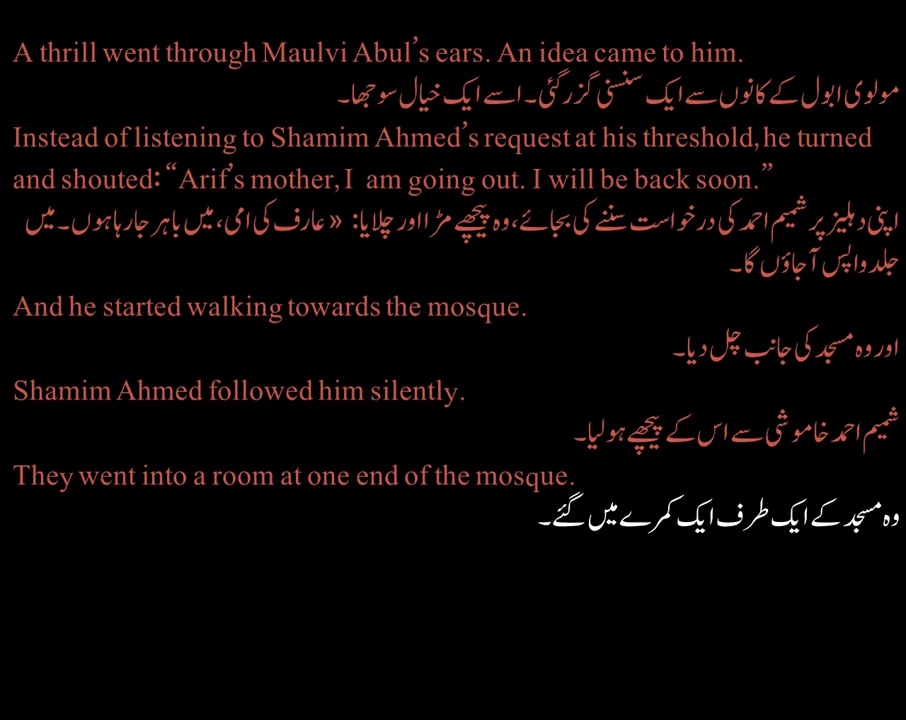 A thrill went through Maulvi Abul’s ears. An idea came to him.
مولوی ابول کے کانوں سے ایک سنسنی گزر گئی۔ اسے ایک خیال سوجھا۔
Instead of listening to Shamim Ahmed’s request at his threshold, he turned
and shouted: “Arif’s mother, I am going out. I will be back soon.”
اپنی دہلیز پر شمیم احمد کی درخواست سننے کی بجائے، وہ پیچھے مڑا اور چلایا: « عارف کی امی، میں باہر جا رہا ہوں۔ میں
جلد واپس آ جاؤں گا۔
And he started walking towards the mosque.
اور وہ مسجد کی جانب چل دیا۔
Shamim Ahmed followed him silently.
شمیم احمد خاموشی سے اس کے پیچھے ہو لیا۔
They went into a room at one end of the mosque.
وہ مسجد کے ایک طرف ایک کمرے میں گئے۔